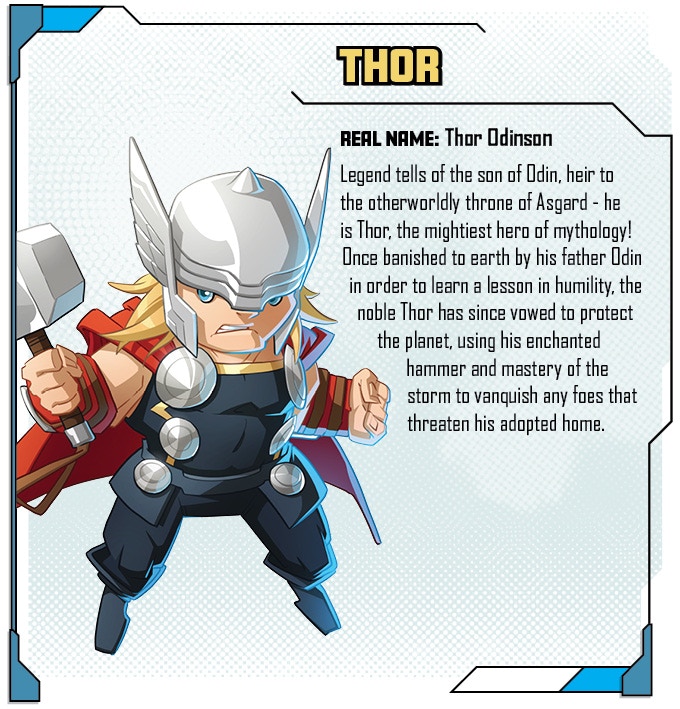 THOR
REAL NAME: Thor Odinson
Legend tells of the son of Odin, heir to
the otherworldly throne of Asgard - he
is Thor, the mightiest hero of mythology!
Once banished to earth by his father Odin
in order to learn a lesson in humility, the
noble Thor has since vowed to protect
the planet, using his enchanted
hammer and mastery of the
storm to vanquish any foes that
threaten his adopted home.